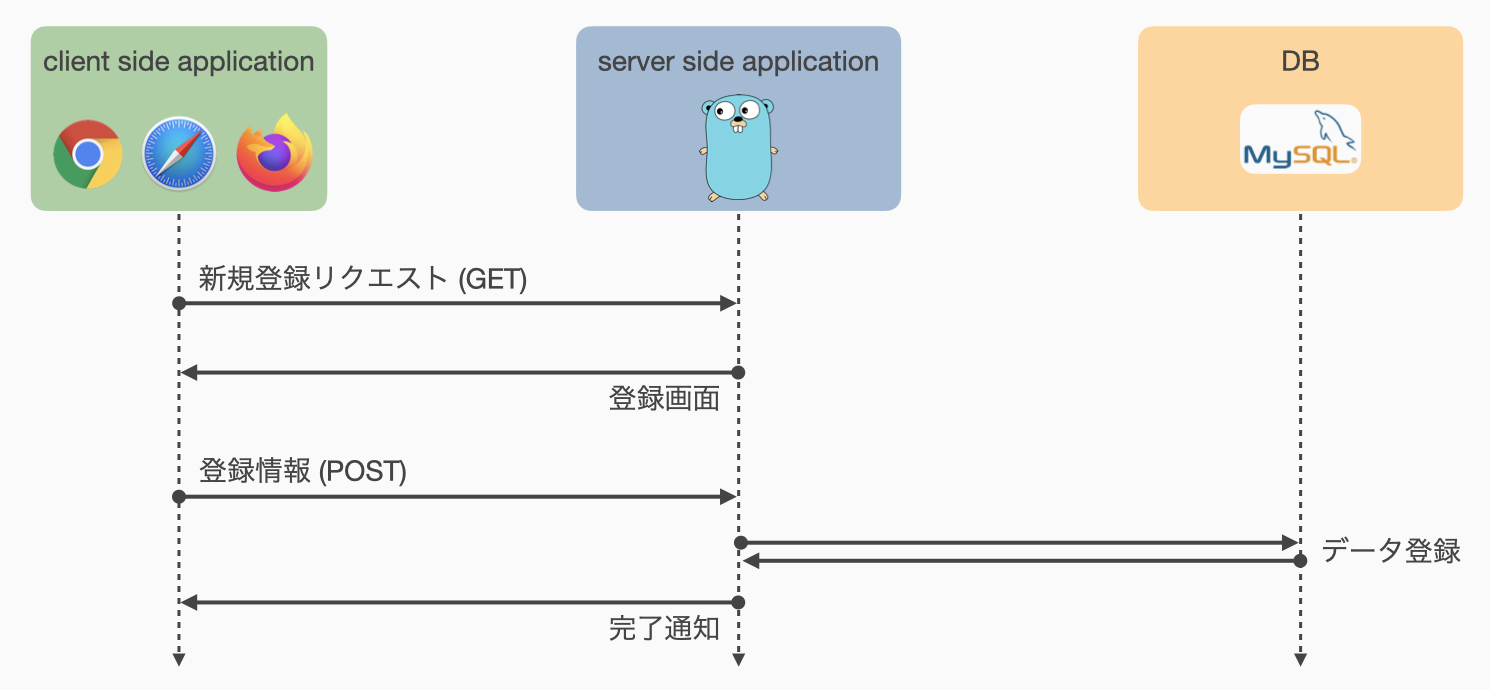 client side application
server side application
DB
MySQL®
新規登録リクエスト (GET)
登録画面
登録情報 (POST)
データ登録
完了通知